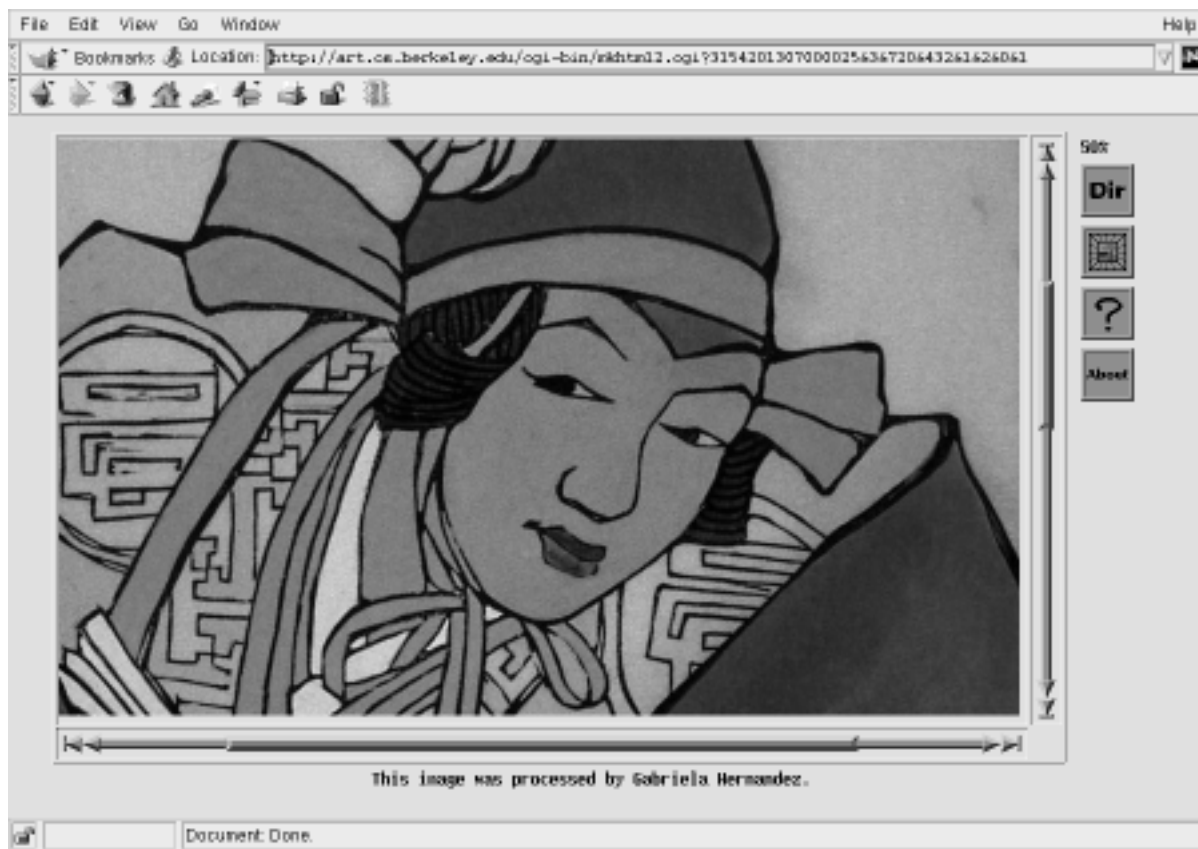 File Edit View Go Window Help
Bookmarks Location: http://art.cs.berkeley.edu/cgi-bin/mkhtml2.cgi?
50%
Dir
?
About
This image was processed by Gabriela Hernandez.
Document: Done.